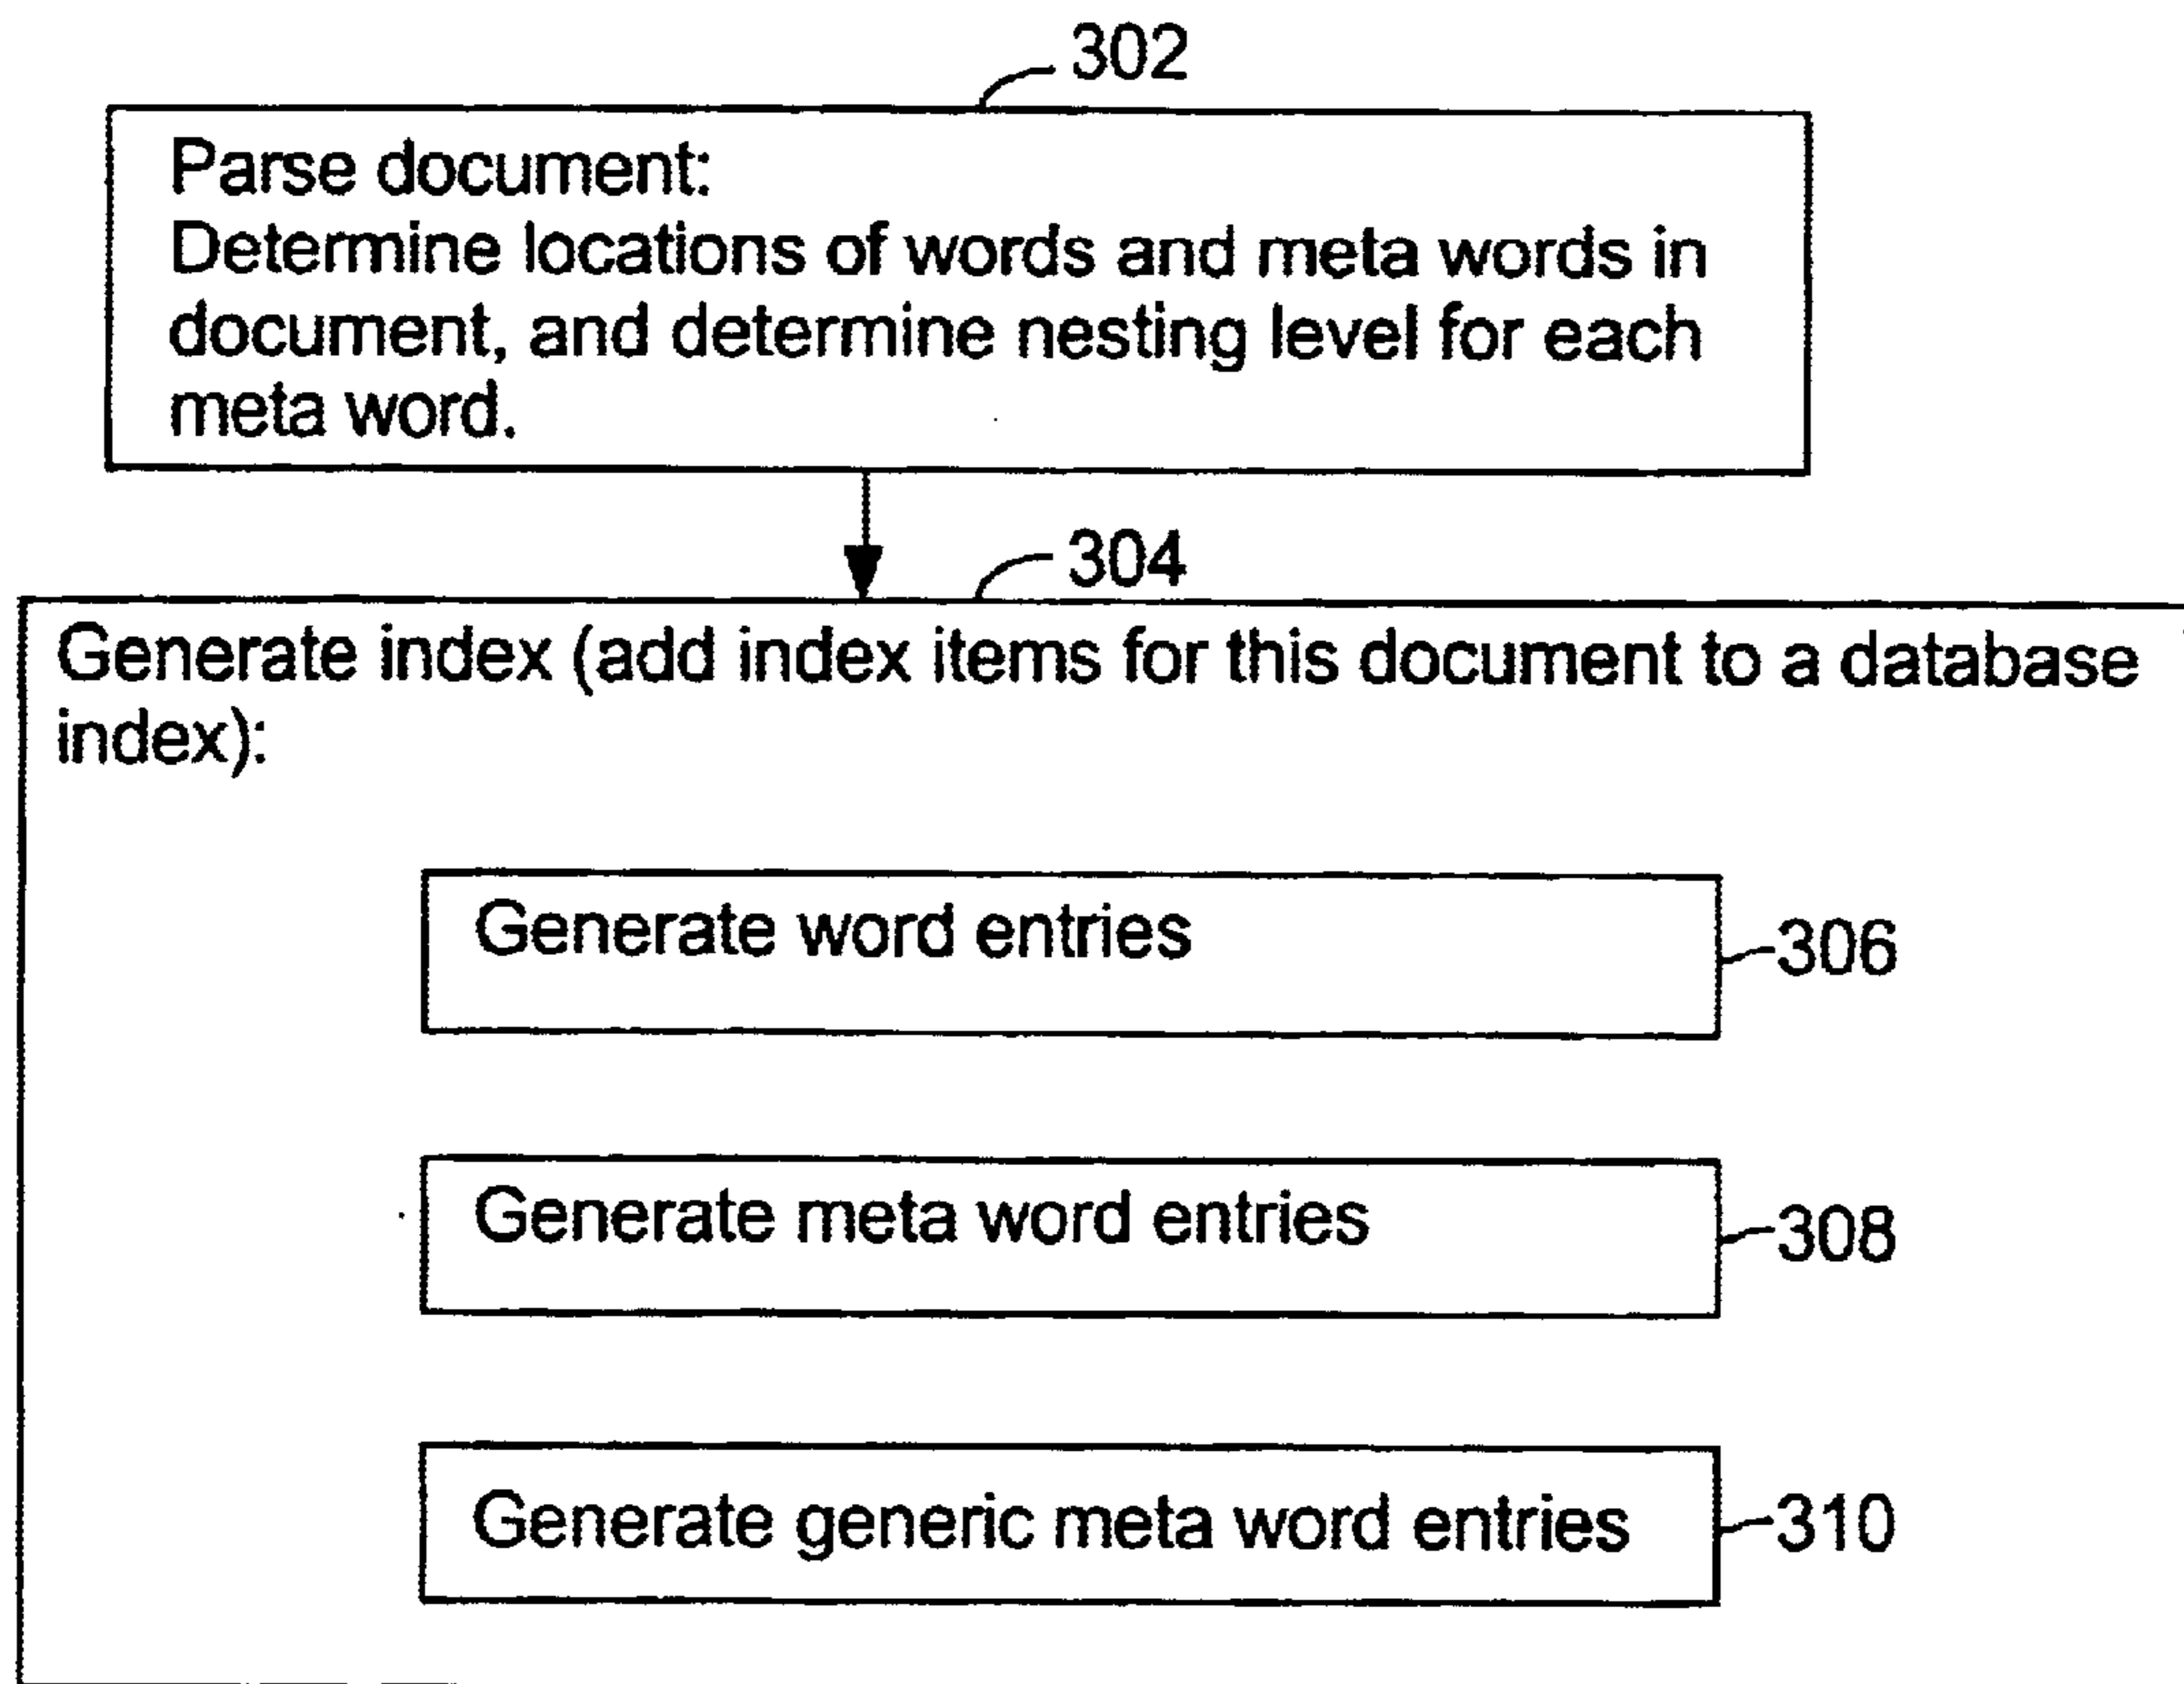 302
Parse document:
Determine locations of words and meta words in
document, and determine nesting level for each
meta word.
304
Generate index (add index items for this document to a database
index):
Generate word entries
306
Generate meta word entries
308
Generate generic meta word entries
310